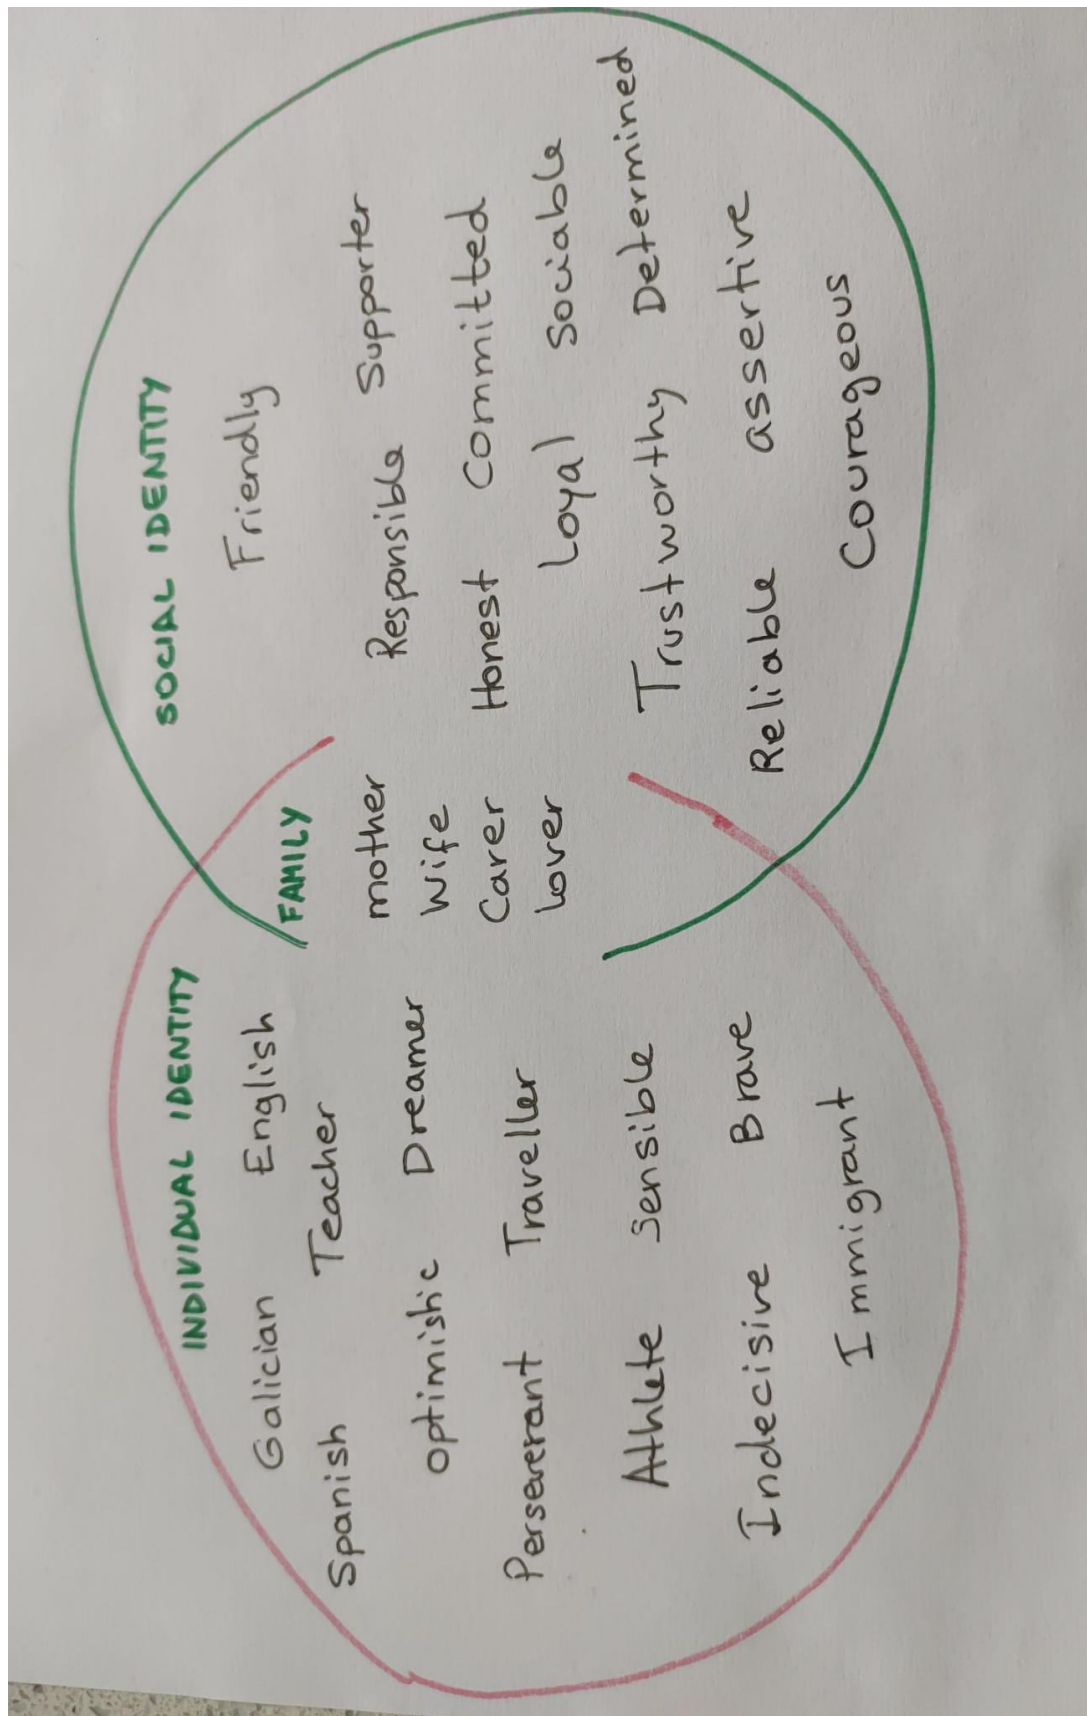 INDIVIDUAL IDENTITY
Galician English
Spanish Teacher
optimistic Dreamer
Perseverant Traveller
Athlete sensible
Indecisive Brave
Immigrant
FAMILY
mother
wife
carer
lover
SOCIAL IDENTITY
Friendly
Responsible Supporter
Honest Committed
Loyal Sociable
Trustworthy Determined
Reliable assertive
Courageous